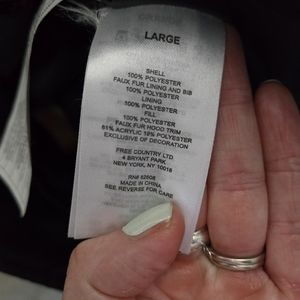 LARGE
SHELL
100% POLYESTER
FAUX FUR LINING AND BIB
100% POLYESTER
LINING
100% POLYESTER
FILL
100% POLYESTER
FAUX FUR HOOD TRIM
81% ACRYLIC 19% POLYESTER
EXCLUSIVE OF DECORATION
FREE COUNTRY LTD
4 BRYANT PARK
NEW YORK, NY 10018
RN# 62608
MADE IN CHINA
SEE REVERSE FOR CARE